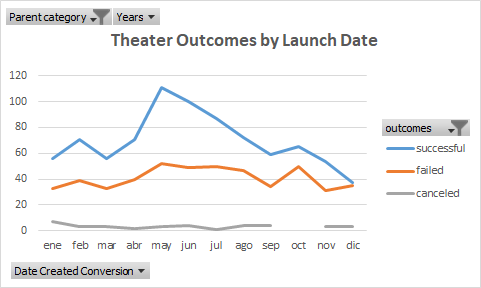 Parent category Years
Theater Outcomes by Launch Date
120
100
80
60
40
20
0
ene feb mar abr may jun jul ago sep oct nov dic
outcomes
successful
failed
canceled
Date Created Conversion